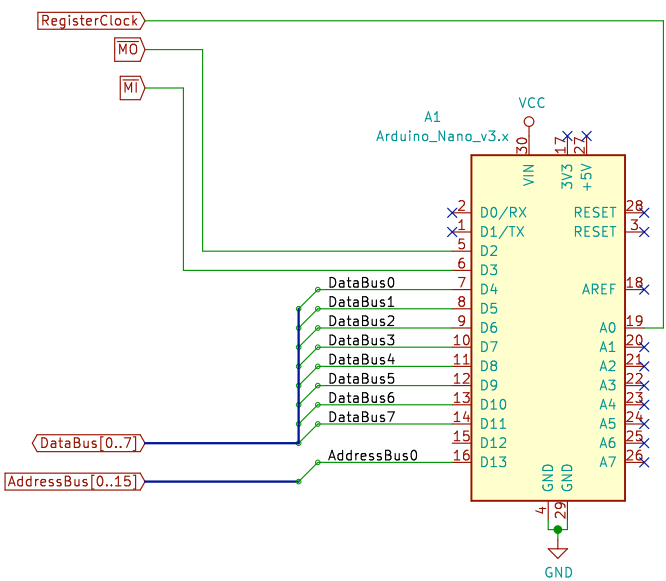 RegisterClock
MO
MI
A1
Arduino_Nano_v3.x
VCC
30
17
27
VIN
3V3
+5V
2 D0/RX RESET 28
1 D1/TX RESET 3
5 D2
6 D3
DataBus0 7 D4 AREF 18
DataBus1 8 D5
DataBus2 9 D6 A0 19
DataBus3 10 D7 A1 20
DataBus4 11 D8 A2 21
DataBus5 12 D9 A3 22
DataBus6 13 D10 A4 23
DataBus7 14 D11 A5 24
DataBus[0..7] 15 D12 A6 25
AddressBus0 16 D13 A7 26
AddressBus[0..15]
GND
GND
4
29
GND